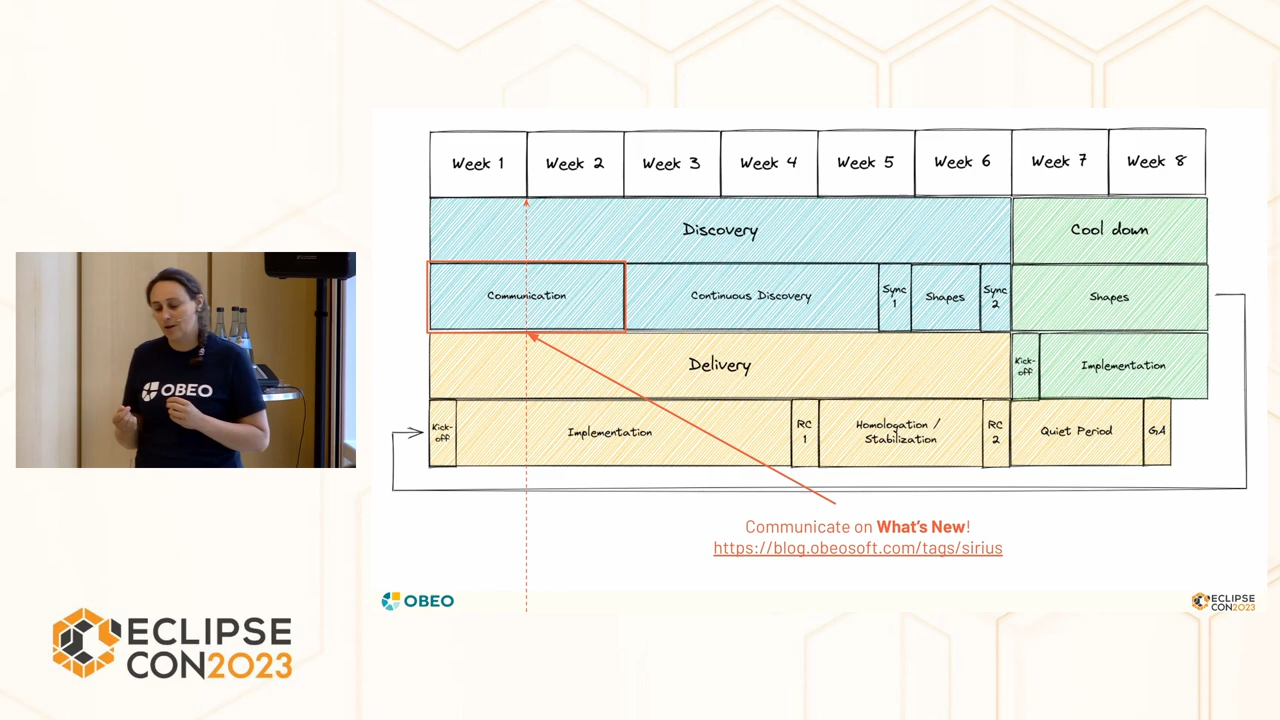 Week 1
Week 2
Week 3
Week 4
Week 5
Week 6
Week 7
Week 8
Discovery
Cool down
Communication
Continuous Discovery
Sync
1
Shapes
Sync
2
Shapes
Delivery
Kick-
off
Implementation
Kick-
off
Implementation
RC
1
Homologation /
Stabilization
RC
2
Quiet Period
GA
Communicate on What's New!
https://blog.obeosoft.com/tags/sirius
OBEO
OBEO
ECLIPSE
CON2023
ECLIPSE
CON2023